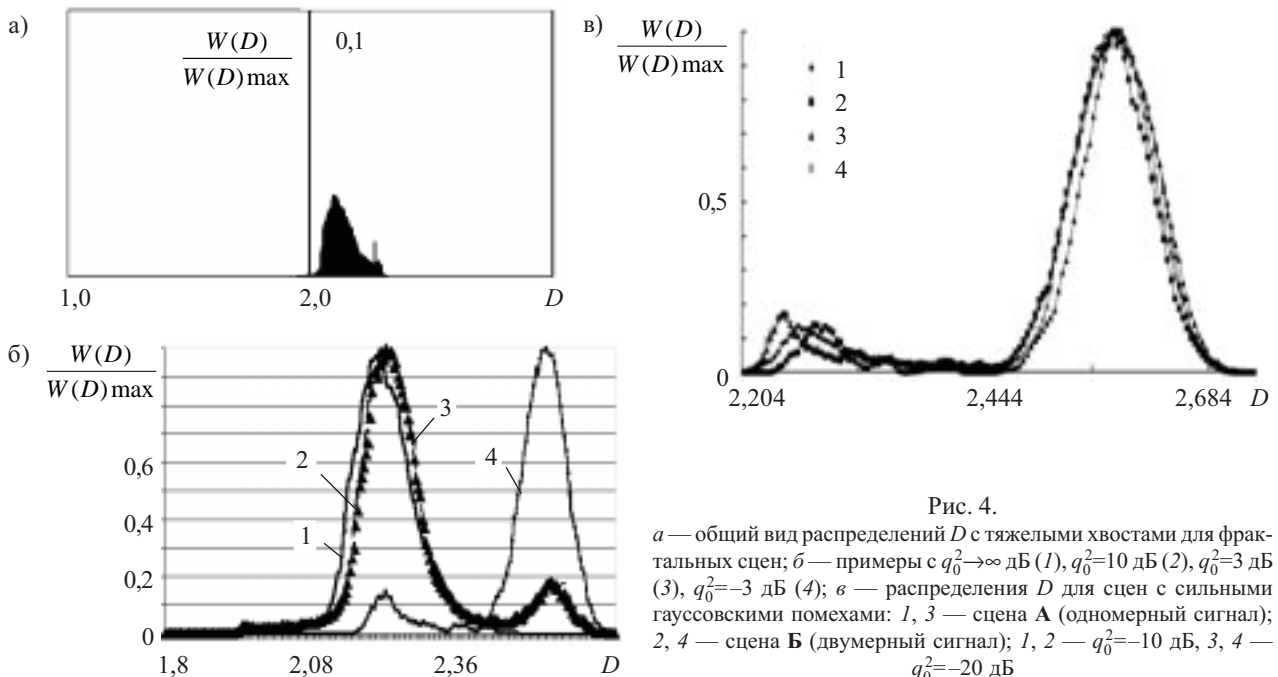 а)
W(D)
W(D)max
0,1
1,0
2,0
D
б)
W(D)
W(D)max
0,6
0,4
0,2
0
1
2
3
4
1,8
2,08
2,36
D
в)
W(D)
W(D)max
1
2
3
4
0,5
0
2,204
2,444
2,684
D
Рис. 4.
а — общий вид распределений D с тяжелыми хвостами для фрак-
тальных сцен; б — примеры с q₀²→∞ дБ (1), q₀²=10 дБ (2), q₀²=3 дБ
(3), q₀²=–3 дБ (4); в — распределения D для сцен с сильными
гауссовскими помехами: 1, 3 — сцена А (одномерный сигнал);
2, 4 — сцена Б (двумерный сигнал); 1, 2 — q₀²=–10 дБ, 3, 4 —
q₀²=–20 дБ